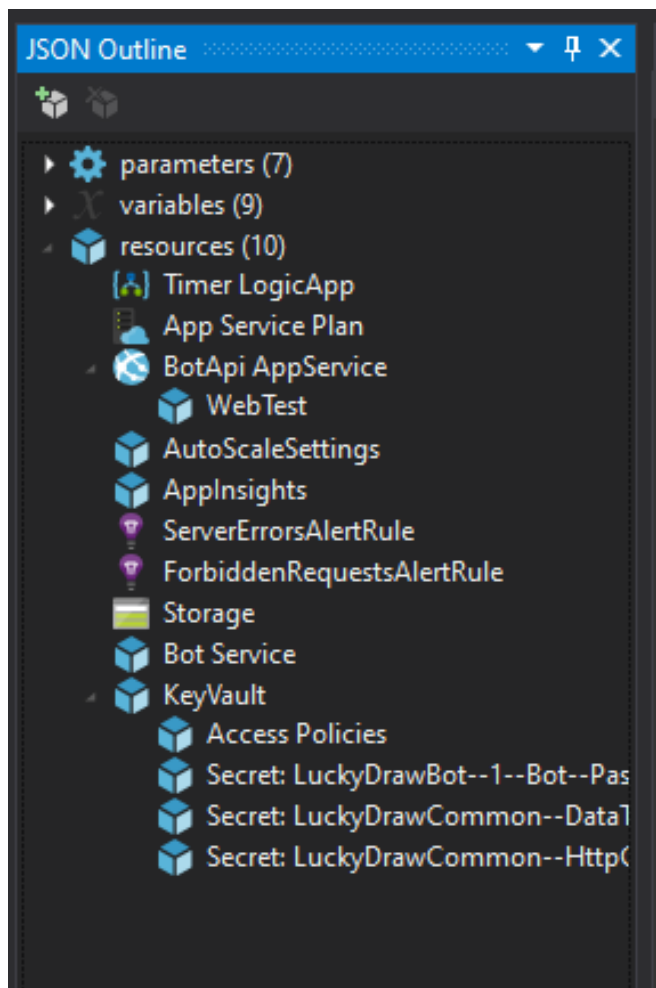 JSON Outline
parameters (7)
variables (9)
resources (10)
Timer LogicApp
App Service Plan
BotApi AppService
WebTest
AutoScaleSettings
AppInsights
ServerErrorsAlertRule
ForbiddenRequestsAlertRule
Storage
Bot Service
KeyVault
Access Policies
Secret: LuckyDrawBot--1--Bot--Pas
Secret: LuckyDrawCommon--DataT
Secret: LuckyDrawCommon--HttpC